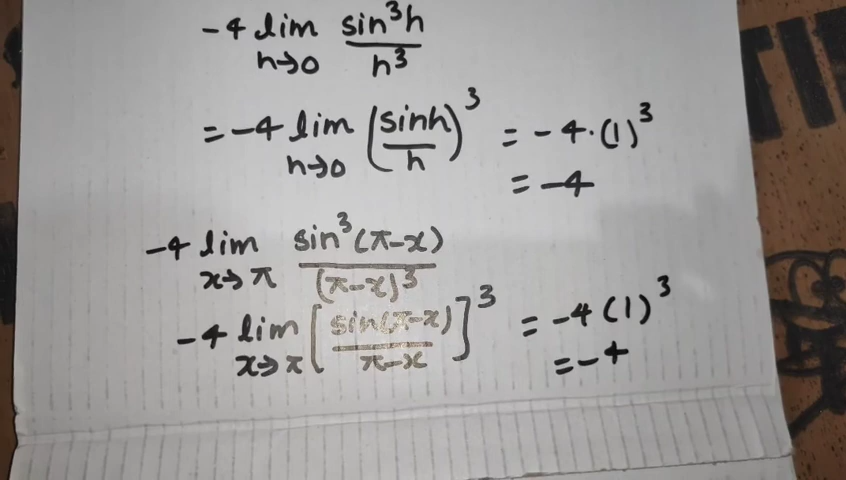 -4 lim h→0 sin³h / h³
= -4 lim h→0 (sinh / h)³ = -4·(1)³
= -4
-4 lim x→π sin³(π-x) / (π-x)³
-4 lim x→π [sin(π-x) / π-x]³ = -4(1)³
= -4